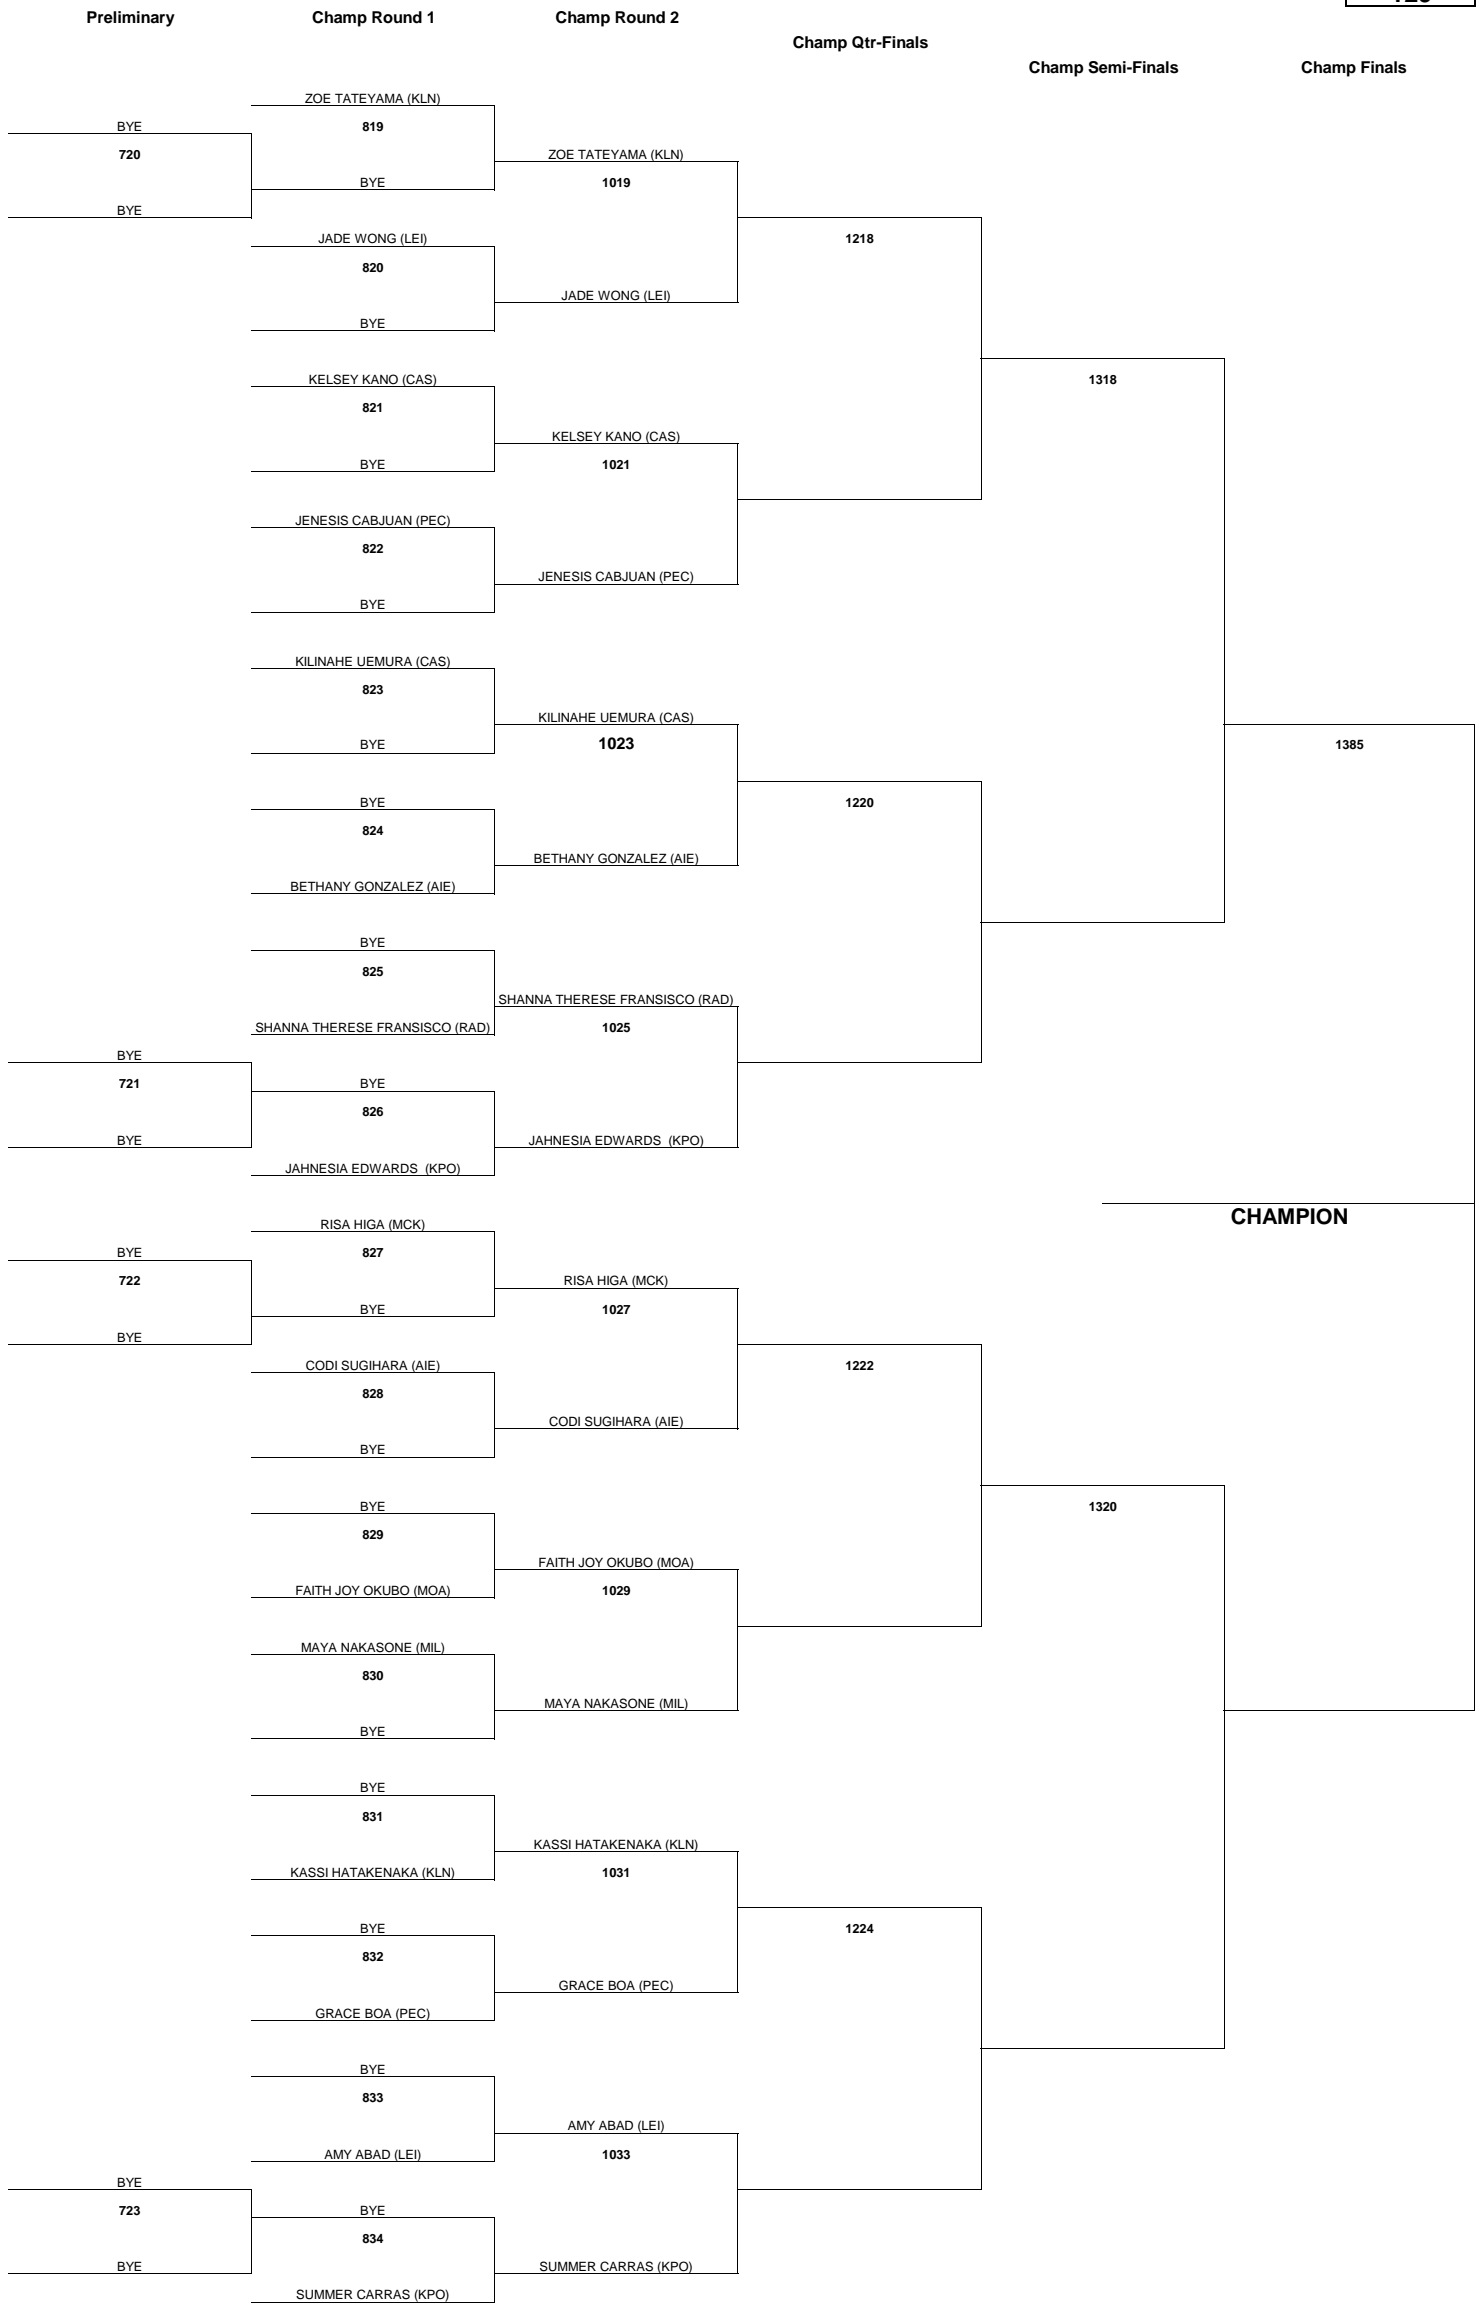 Preliminary
Champ Round 1
Champ Round 2
Champ Qtr-Finals
Champ Semi-Finals
Champ Finals
ZOE TATEYAMA (KLN)
BYE
819
720
ZOE TATEYAMA (KLN)
BYE
1019
BYE
JADE WONG (LEI)
1218
820
JADE WONG (LEI)
BYE
KELSEY KANO (CAS)
1318
821
KELSEY KANO (CAS)
BYE
1021
JENESIS CABJUAN (PEC)
822
JENESIS CABJUAN (PEC)
BYE
KILINAHE UEMURA (CAS)
823
KILINAHE UEMURA (CAS)
BYE
1023
1385
BYE
1220
824
BETHANY GONZALEZ (AIE)
BETHANY GONZALEZ (AIE)
BYE
825
SHANNA THERESE FRANSISCO (RAD)
SHANNA THERESE FRANSISCO (RAD)
1025
BYE
721
BYE
826
BYE
JAHNESIA EDWARDS (KPO)
JAHNESIA EDWARDS (KPO)
CHAMPION
RISA HIGA (MCK)
BYE
827
722
RISA HIGA (MCK)
BYE
1027
BYE
CODI SUGIHARA (AIE)
1222
828
CODI SUGIHARA (AIE)
BYE
BYE
1320
829
FAITH JOY OKUBO (MOA)
FAITH JOY OKUBO (MOA)
1029
MAYA NAKASONE (MIL)
830
MAYA NAKASONE (MIL)
BYE
BYE
831
KASSI HATAKENAKA (KLN)
KASSI HATAKENAKA (KLN)
1031
BYE
1224
832
GRACE BOA (PEC)
GRACE BOA (PEC)
BYE
833
AMY ABAD (LEI)
AMY ABAD (LEI)
1033
BYE
723
BYE
834
BYE
SUMMER CARRAS (KPO)
SUMMER CARRAS (KPO)